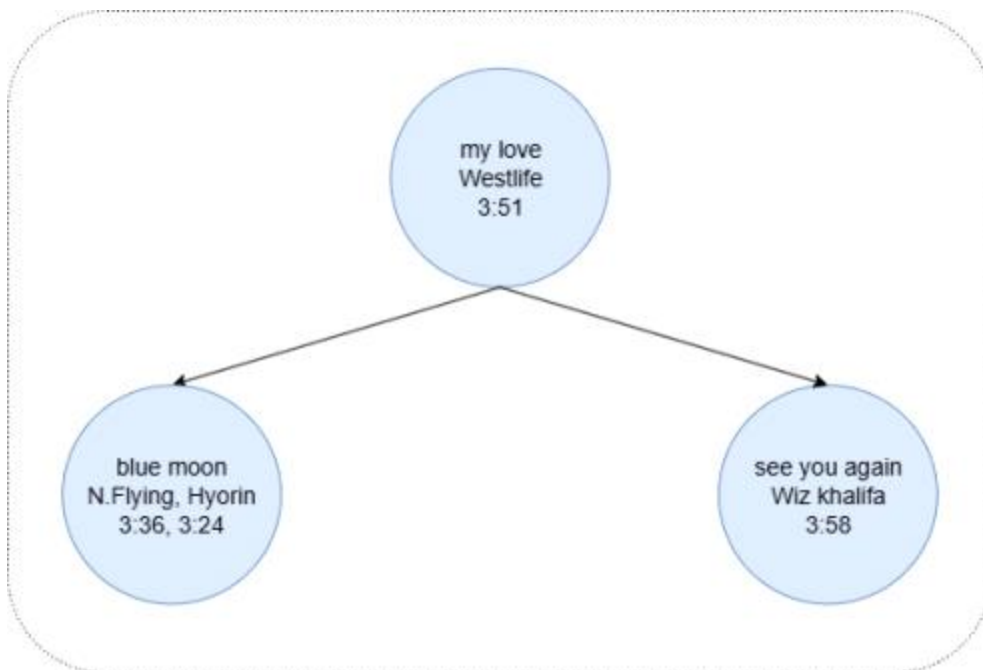 my love
Westlife
3:51
blue moon
N.Flying, Hyorin
3:36, 3:24
see you again
Wiz khalifa
3:58